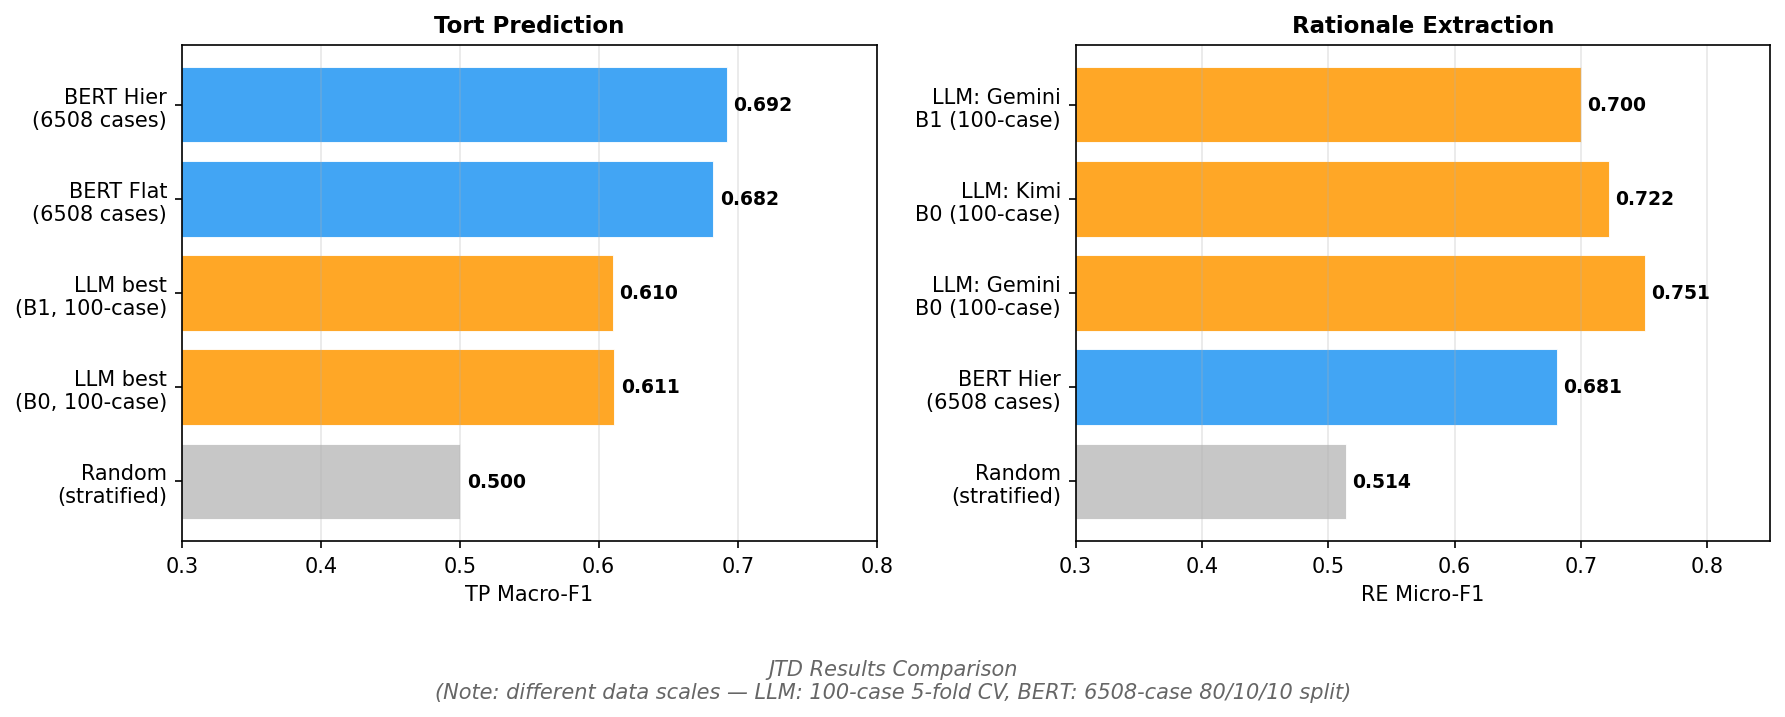 Tort Prediction
BERT Hier
(6508 cases)
0.692
BERT Flat
(6508 cases)
0.682
LLM best
(B1, 100-case)
0.610
LLM best
(B0, 100-case)
0.611
Random
(stratified)
0.500
0.3 0.4 0.5 0.6 0.7 0.8
TP Macro-F1
Rationale Extraction
LLM: Gemini
B1 (100-case)
0.700
LLM: Kimi
B0 (100-case)
0.722
LLM: Gemini
B0 (100-case)
0.751
BERT Hier
(6508 cases)
0.681
Random
(stratified)
0.514
0.3 0.4 0.5 0.6 0.7 0.8
RE Micro-F1
JTD Results Comparison
(Note: different data scales — LLM: 100-case 5-fold CV, BERT: 6508-case 80/10/10 split)